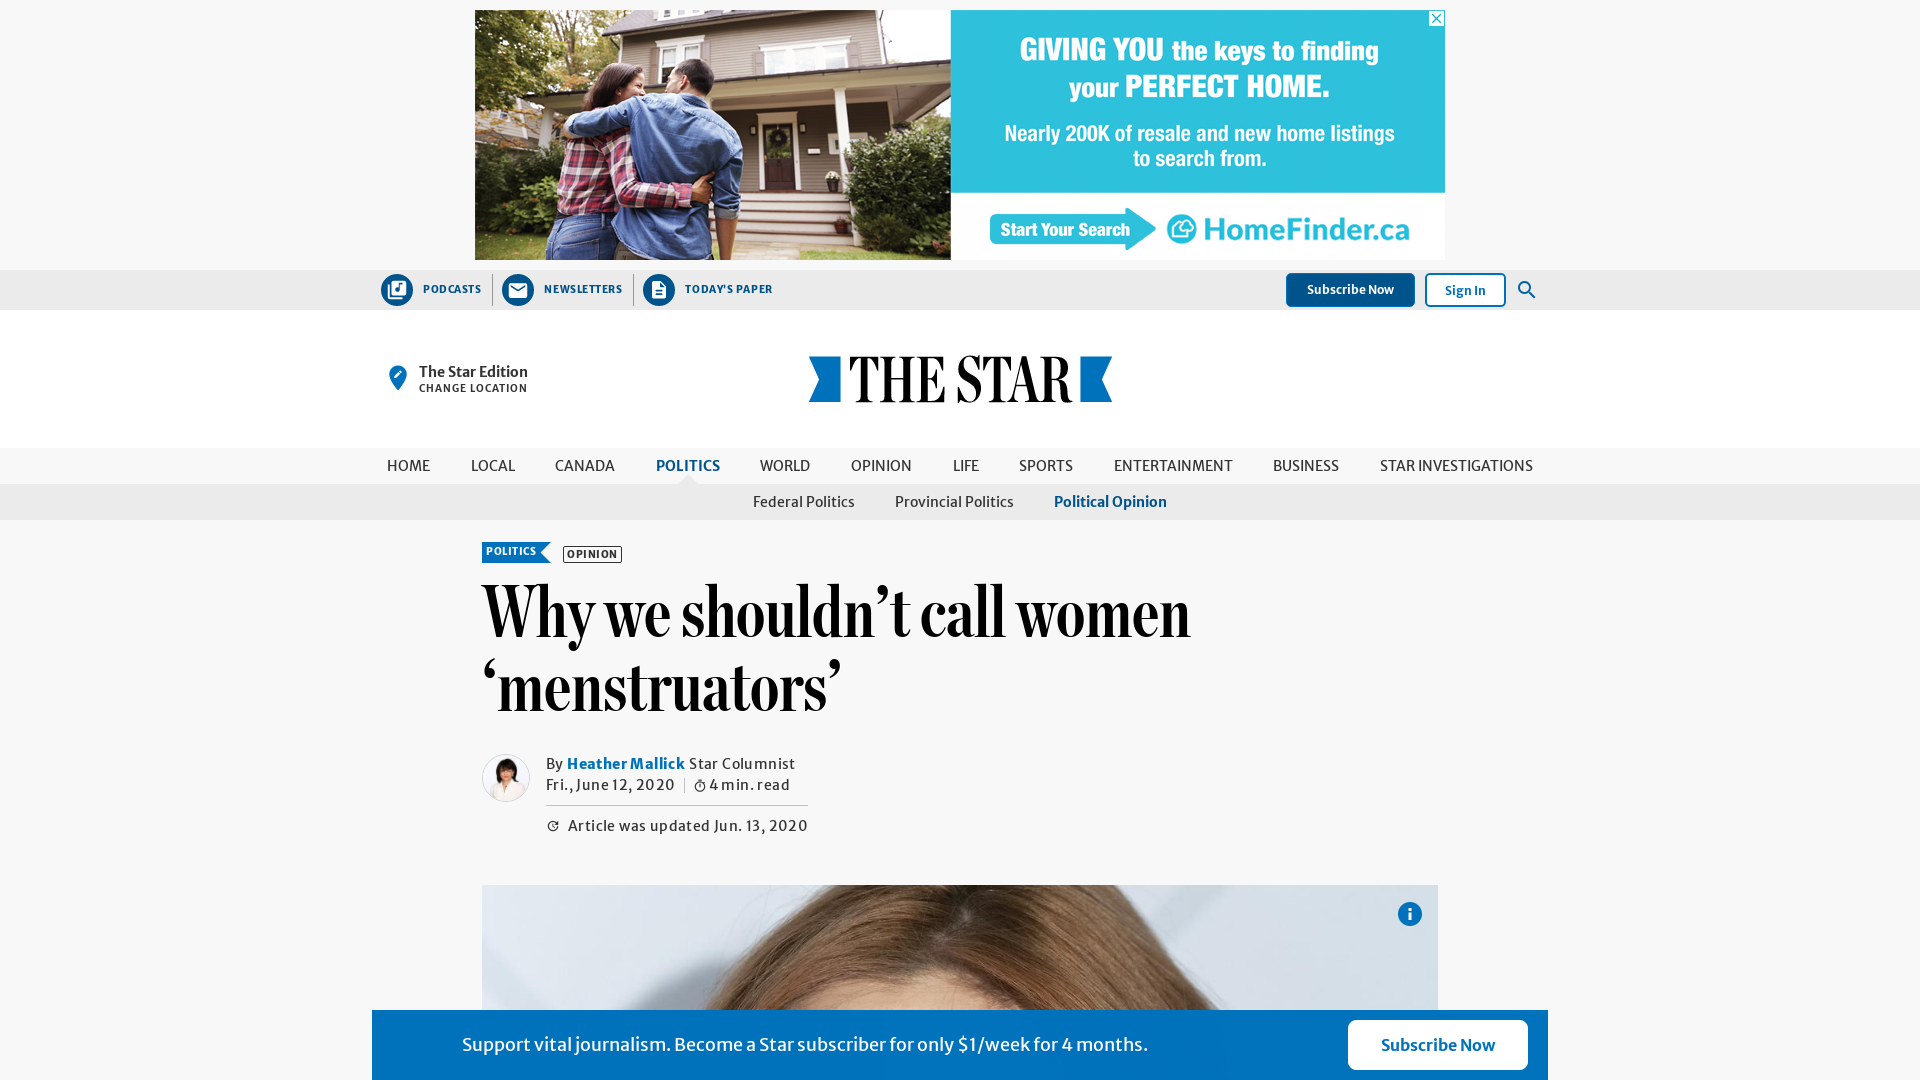 GIVING YOU the keys to finding
your PERFECT HOME.
Nearly 200K of resale and new home listings
to search from.
Start Your Search
HomeFinder.ca
PODCASTS
NEWSLETTERS
TODAY'S PAPER
Subscribe Now
Sign In
The Star Edition
CHANGE LOCATION
THE STAR
HOME LOCAL CANADA POLITICS WORLD OPINION LIFE SPORTS ENTERTAINMENT BUSINESS STAR INVESTIGATIONS
Federal Politics Provincial Politics Political Opinion
POLITICS OPINION
Why we shouldn’t call women
‘menstruators’
By Heather Mallick Star Columnist
Fri., June 12, 2020 4 min. read
Article was updated Jun. 13, 2020
Support vital journalism. Become a Star subscriber for only $1/week for 4 months.
Subscribe Now